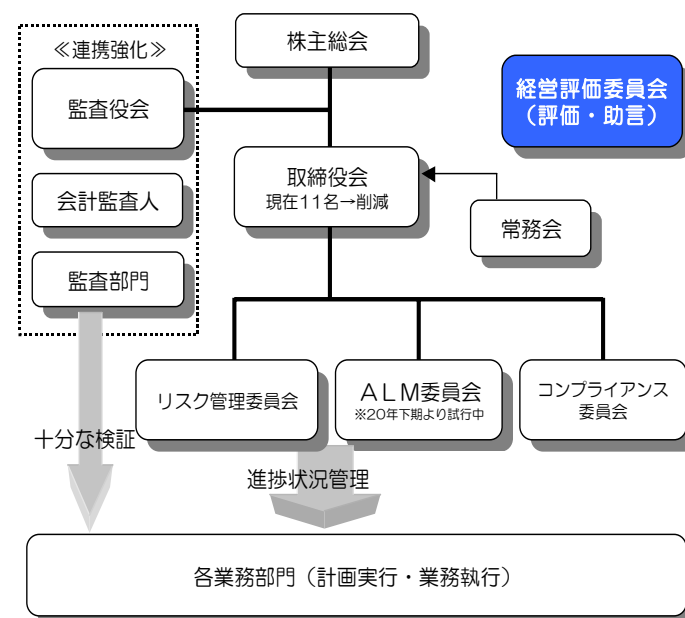 株主総会
≪連携強化≫
監査役会
会計監査人
監査部門
経営評価委員会
（評価・助言）
取締役会
現在１１名→削減
常務会
リスク管理委員会
ＡＬＭ委員会
※20年下期より試行中
コンプライアンス
委員会
十分な検証
進捗状況管理
各業務部門（計画実行・業務執行）